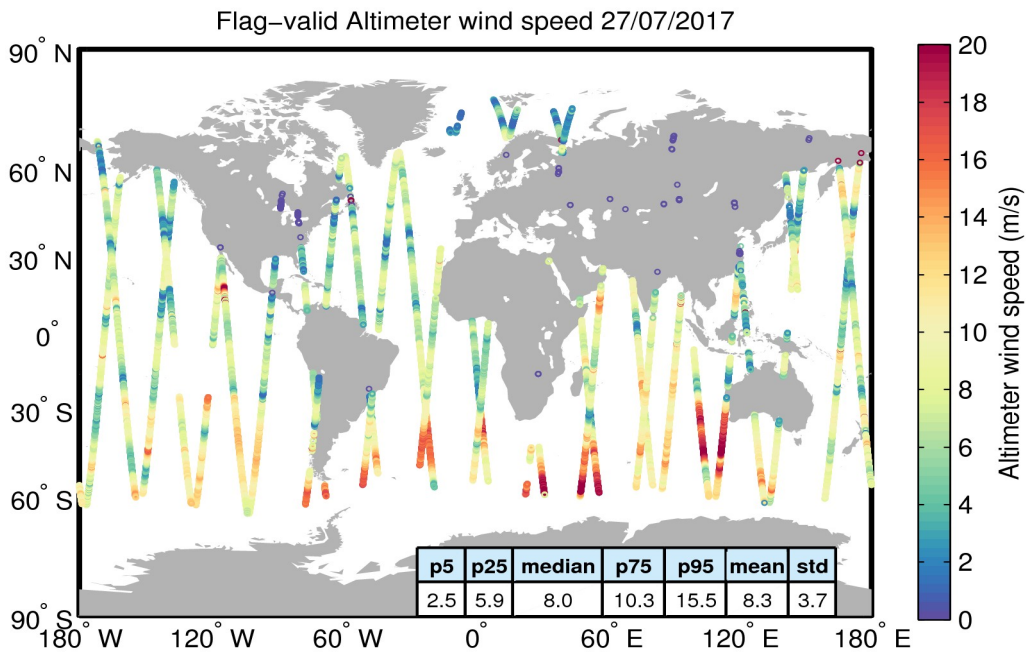 Flag−valid Altimeter wind speed 27/07/2017
90° N
60° N
30° N
0°
30° S
60° S
90° S
180° W
120° W
60° W
0°
60° E
120° E
180° E
p5 p25 median p75 p95 mean std
2.5 5.9 8.0 10.3 15.5 8.3 3.7
20
18
16
14
12
10
8
6
4
2
0
Altimeter wind speed (m/s)